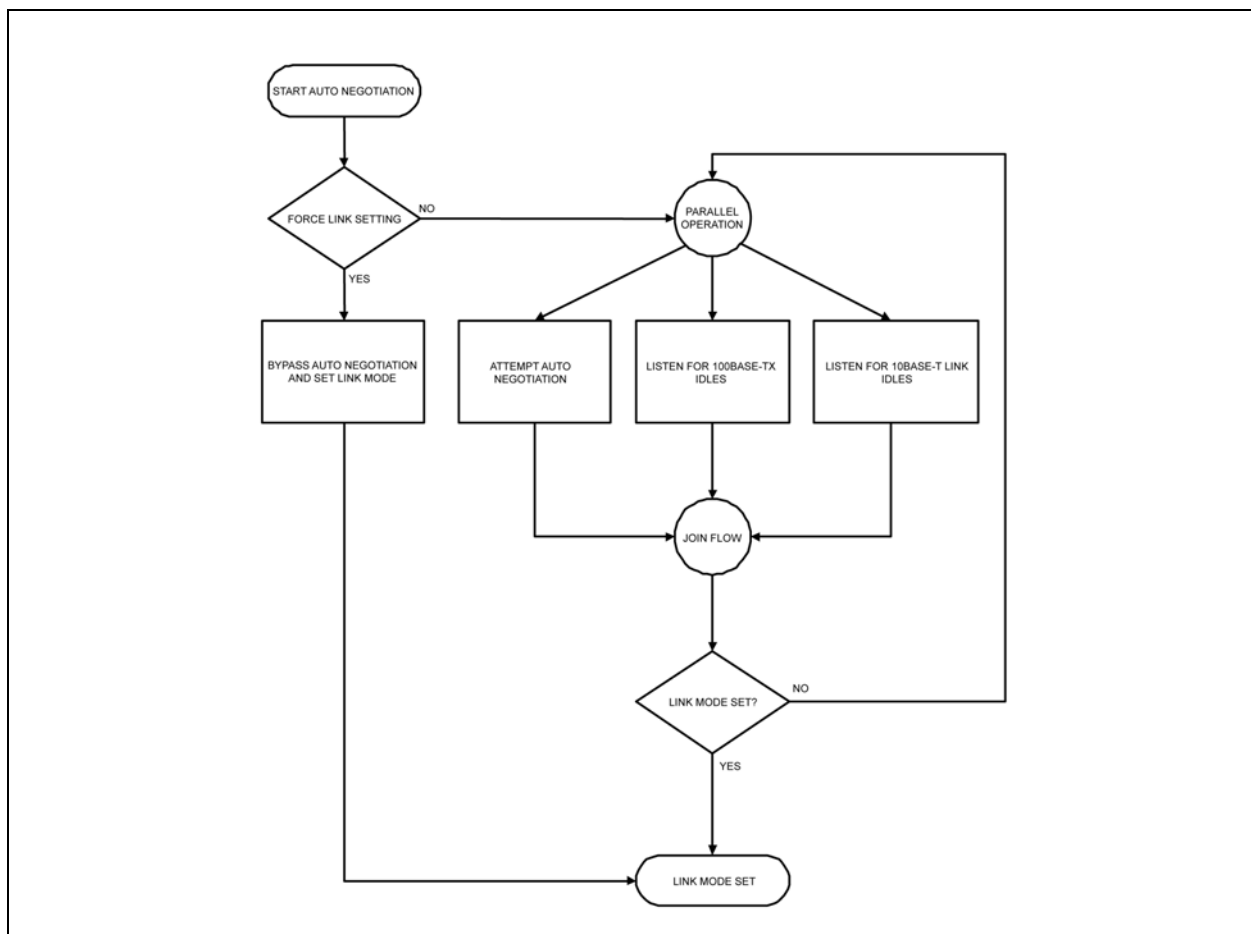 START AUTO NEGOTIATION
FORCE LINK SETTING
NO
YES
PARALLEL
OPERATION
BYPASS AUTO NEGOTIATION
AND SET LINK MODE
ATTEMPT AUTO
NEGOTIATION
LISTEN FOR 100BASE-TX
IDLES
LISTEN FOR 10BASE-T LINK
IDLES
JOIN FLOW
LINK MODE SET?
NO
YES
LINK MODE SET